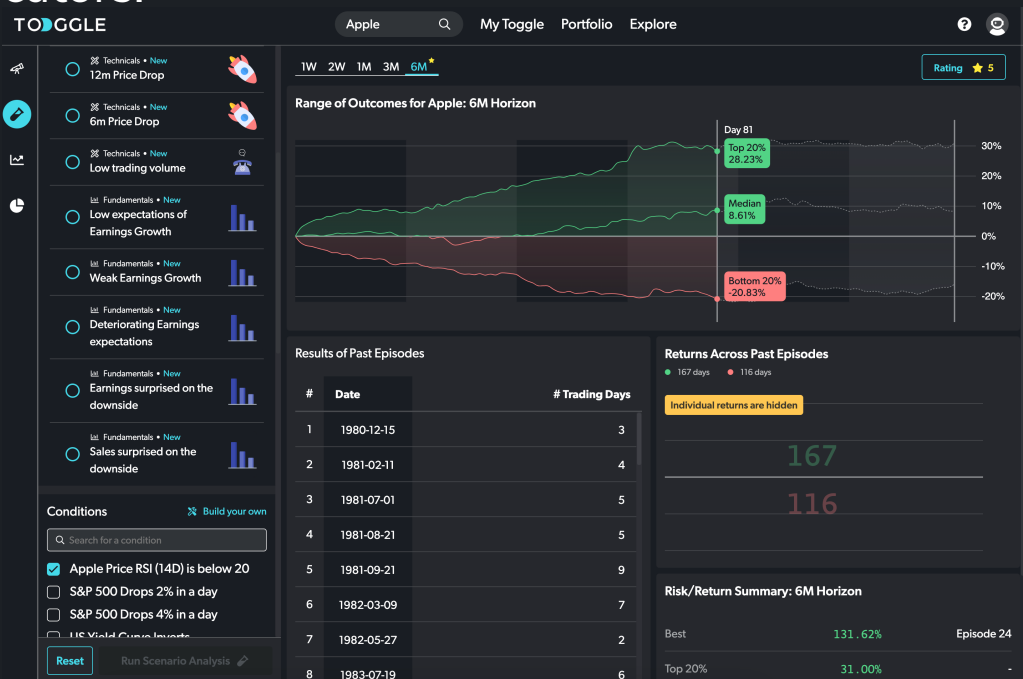 TOGGLE
Apple
My Toggle
Portfolio
Explore
?
Technicals • New
12m Price Drop
Technicals • New
6m Price Drop
Technicals • New
Low trading volume
Fundamentals • New
Low expectations of
Earnings Growth
Fundamentals • New
Weak Earnings Growth
Fundamentals • New
Deteriorating Earnings
expectations
Fundamentals • New
Earnings surprised on the
downside
Fundamentals • New
Sales surprised on the
downside
Conditions
Build your own
Search for a condition
Apple Price RSI (14D) is below 20
S&P 500 Drops 2% in a day
S&P 500 Drops 4% in a day
US Yield Curve Inverts
Reset
Run Scenario Analysis
1W 2W 1M 3M 6M
Rating 5
Range of Outcomes for Apple: 6M Horizon
Day 81
Top 20%
28.23%
Median
8.61%
Bottom 20%
-20.83%
30%
20%
10%
0%
-10%
-20%
Results of Past Episodes
# Date # Trading Days
1 1980-12-15 3
2 1981-02-11 4
3 1981-07-01 5
4 1981-08-21 5
5 1981-09-21 9
6 1982-03-09 7
7 1982-05-27 2
8 1983-07-19 6
Returns Across Past Episodes
167 days 116 days
Individual returns are hidden
167
116
Risk/Return Summary: 6M Horizon
Best 131.62% Episode 24
Top 20% 31.00% -